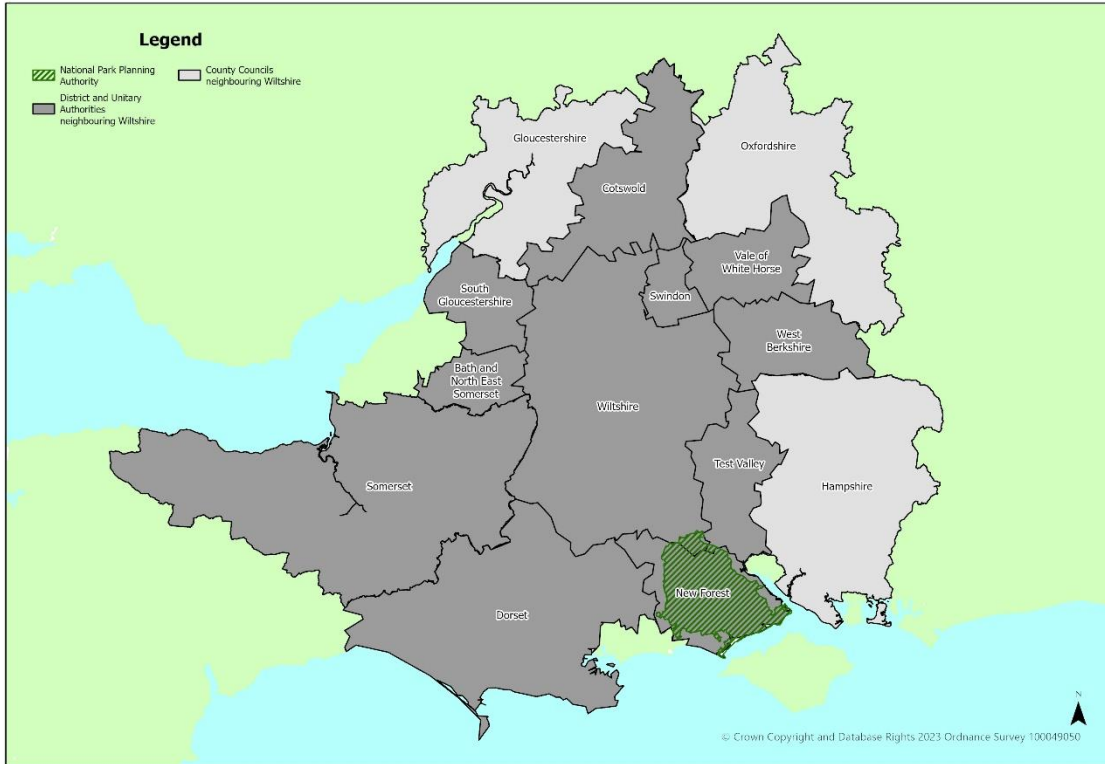 Legend
National Park Planning
Authority
County Councils
neighbouring Wiltshire
District and Unitary
Authorities
neighbouring Wiltshire
Gloucestershire
Oxfordshire
Cotswold
Vale of
White Horse
South
Gloucestershire
Swindon
West
Berkshire
Bath and
North East
Somerset
Wiltshire
Test Valley
Somerset
Hampshire
New Forest
Dorset
N
© Crown Copyright and Database Rights 2023 Ordnance Survey 100049050